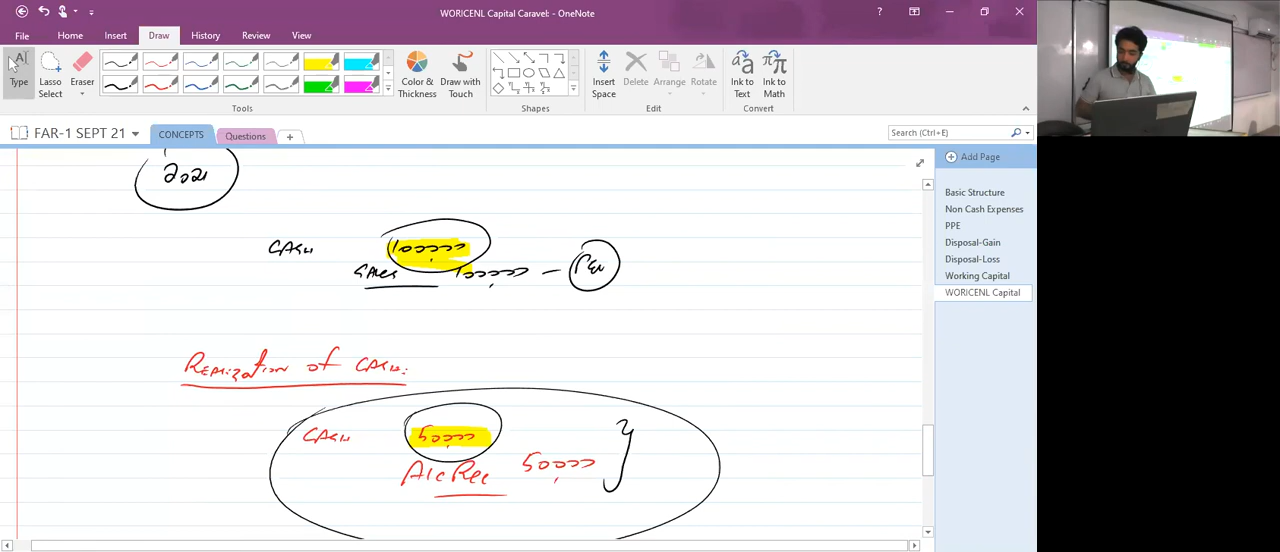 WORICENL Capital Caravel: - OneNote
File Home Insert Draw History Review View
Type Lasso Select Eraser Color & Thickness Draw with Touch Insert Space Delete Arrange Rotate Ink to Text Ink to Math
Tools Shapes Edit Convert
FAR-1 SEPT 21 CONCEPTS Questions
Search (Ctrl+E)
Add Page
Basic Structure
Non Cash Expenses
PPE
Disposal-Gain
Disposal-Loss
Working Capital
WORICENL Capital
2021
CASH 100000
SALES 100000 - REV
REALIZATION OF CASH:
CASH 50000
A/c Rec 50000